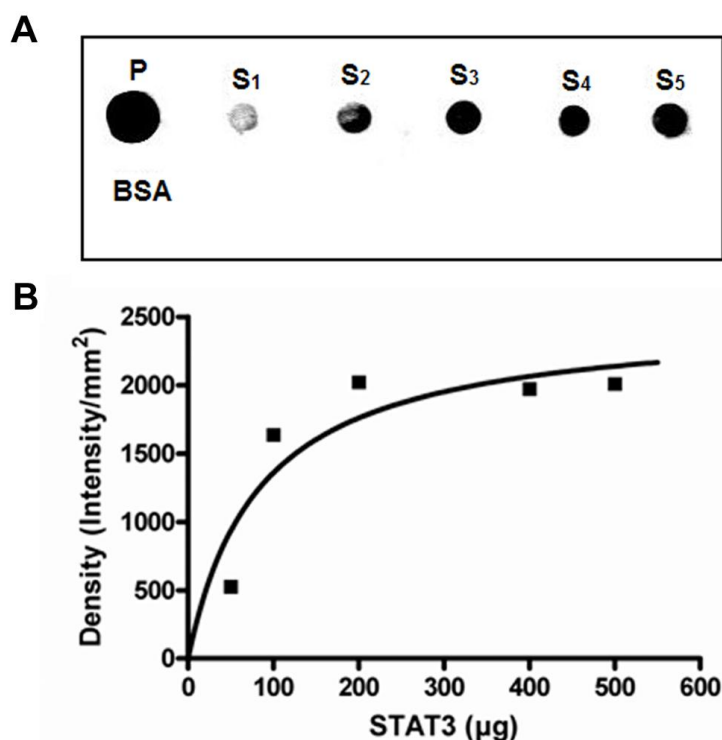 A
P S₁ S₂ S₃ S₄ S₅
BSA
B
2500
2000
1500
1000
500
0
Density (Intensity/mm²)
0 100 200 300 400 500 600
STAT3 (µg)